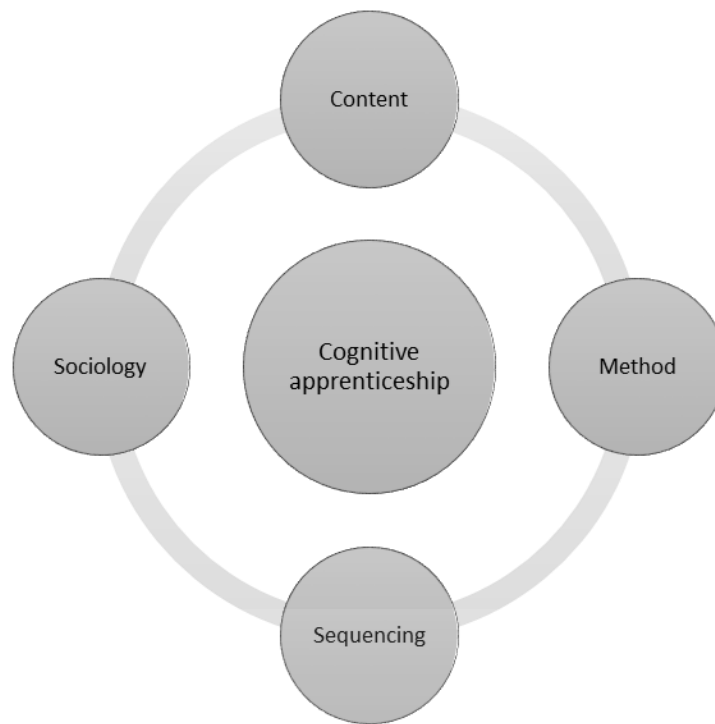 Content
Sociology
Cognitive
apprenticeship
Method
Sequencing